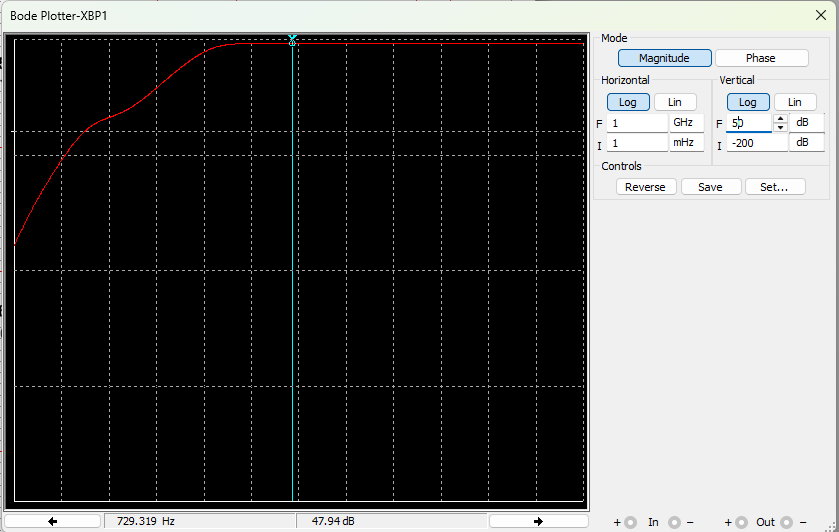 Bode Plotter-XBP1
Mode
Magnitude Phase
Horizontal Vertical
Log Lin Log Lin
F 1 GHz F 50 dB
I 1 mHz I -200 dB
Controls
Reverse Save Set...
729.319 Hz 47.94 dB
+ In − + Out −